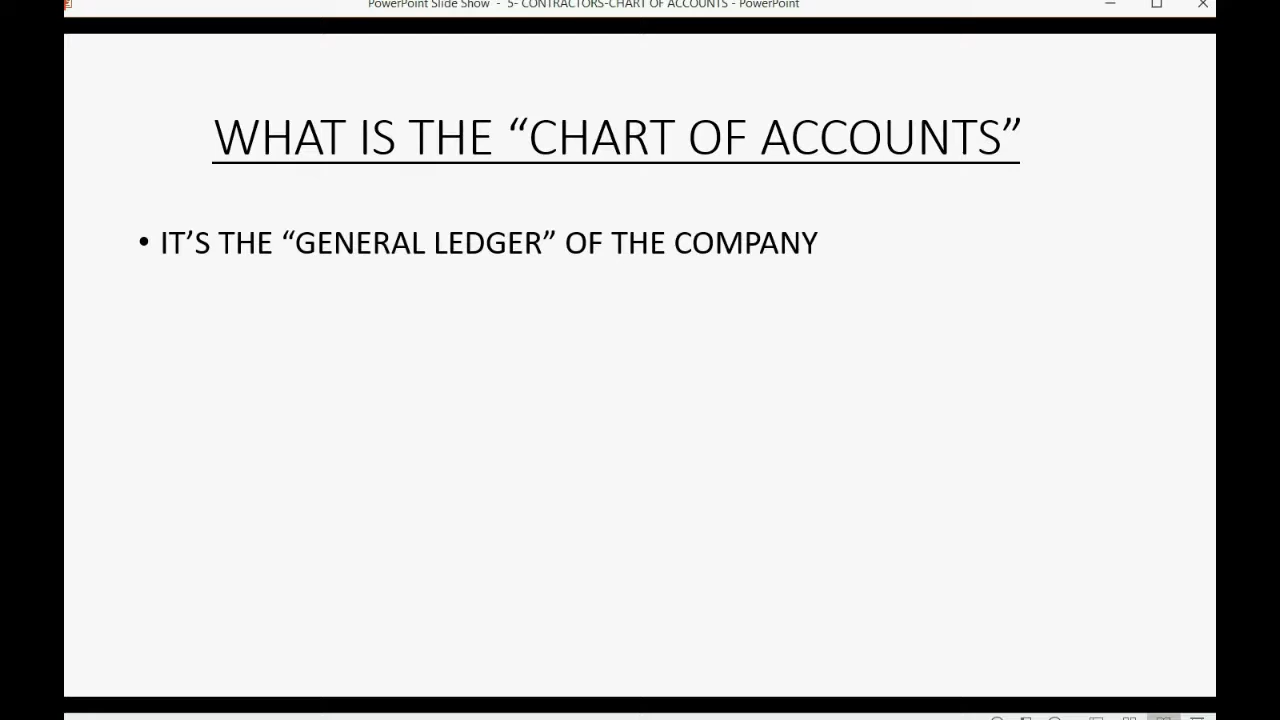 PowerPoint Slide Show - 5- CONTRACTORS-CHART OF ACCOUNTS - PowerPoint
WHAT IS THE “CHART OF ACCOUNTS”
• IT’S THE “GENERAL LEDGER” OF THE COMPANY